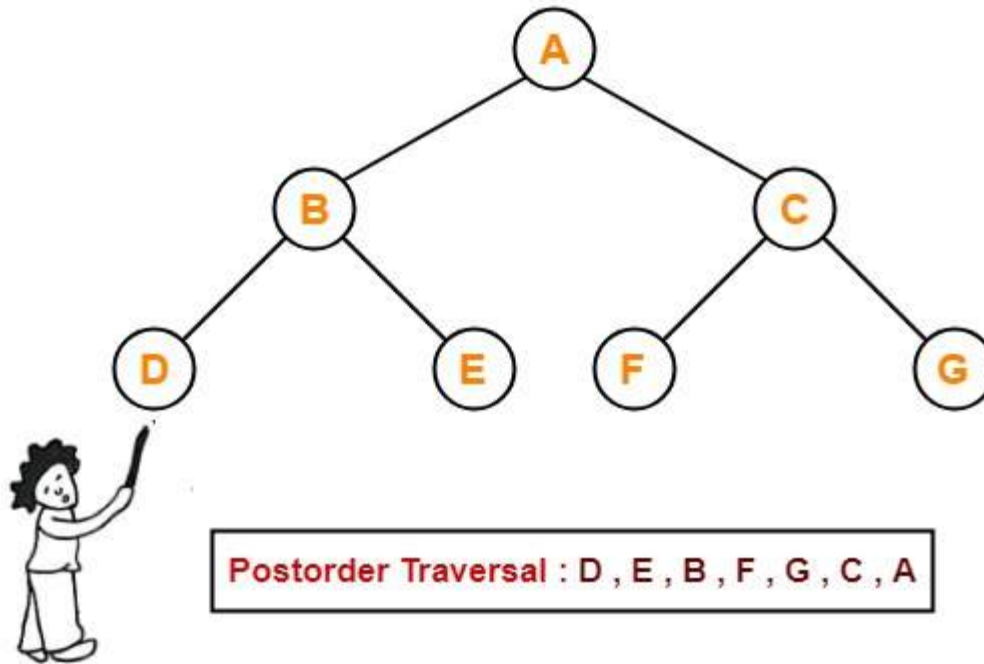 A
B C
D E F G
Postorder Traversal : D , E , B , F , G , C , A